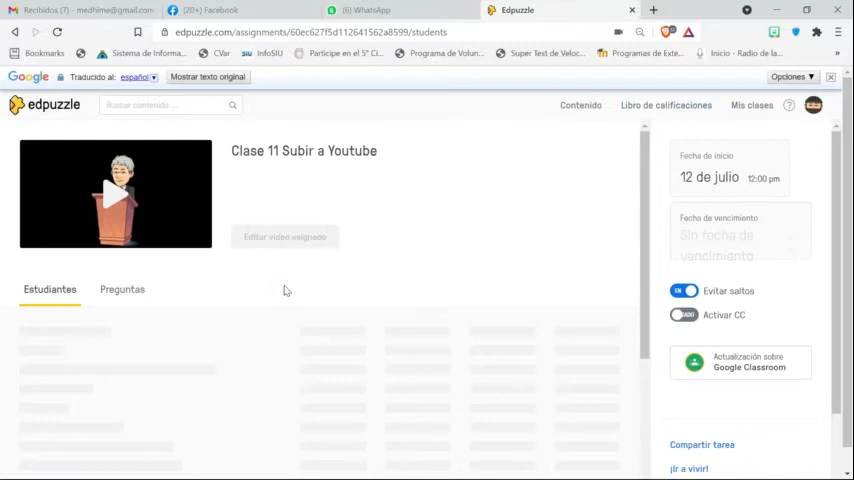 Recibidos (7) - medhime@gmail.com
(20+) Facebook
(6) WhatsApp
Edpuzzle
edpuzzle.com/assignments/60ec627f5d112641562a8599/students
Bookmarks
Sistema de Informa...
CVar
InfoSIU
Participe en el 5° Ci...
Programa de Volun...
Super Test de Veloc...
Programas de Exte...
Inicio - Radio de la...
Google
Traducido al:
español
Mostrar texto original
Opciones ▼
edpuzzle
Buscar contenido ...
Contenido
Libro de calificaciones
Mis clases
Clase 11 Subir a Youtube
Editar video asignado
Estudiantes
Preguntas
Fecha de inicio
12 de julio 12:00 pm
Fecha de vencimiento
Sin fecha de
vencimiento
EN
Evitar saltos
Activar CC
Actualización sobre
Google Classroom
Compartir tarea
¡Ir a vivir!